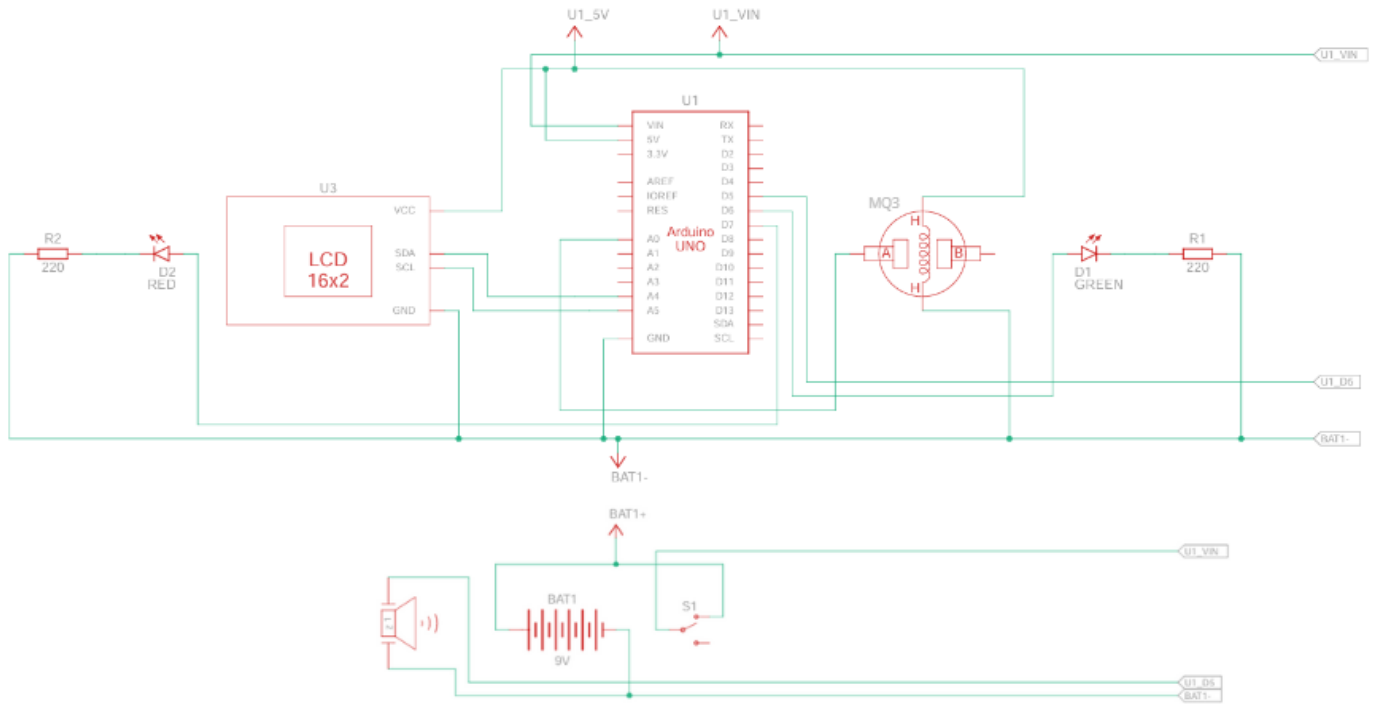 U1_5V
U1_VIN
U1_VIN
U1
VIN
5V
3.3V
AREF
IOREF
RES
A0
A1
A2
A3
A4
A5
GND
RX
TX
D2
D3
D4
D5
D6
D7
D8
D9
D10
D11
D12
D13
SDA
SCL
Arduino
UNO
U3
VCC
SDA
SCL
GND
LCD
16x2
R2
220
D2
RED
MQ3
H
A
B
H
D1
GREEN
R1
220
U1_D5
BAT1-
BAT1-
BAT1+
U1_VIN
BAT1
9V
S1
U1_D5
BAT1-